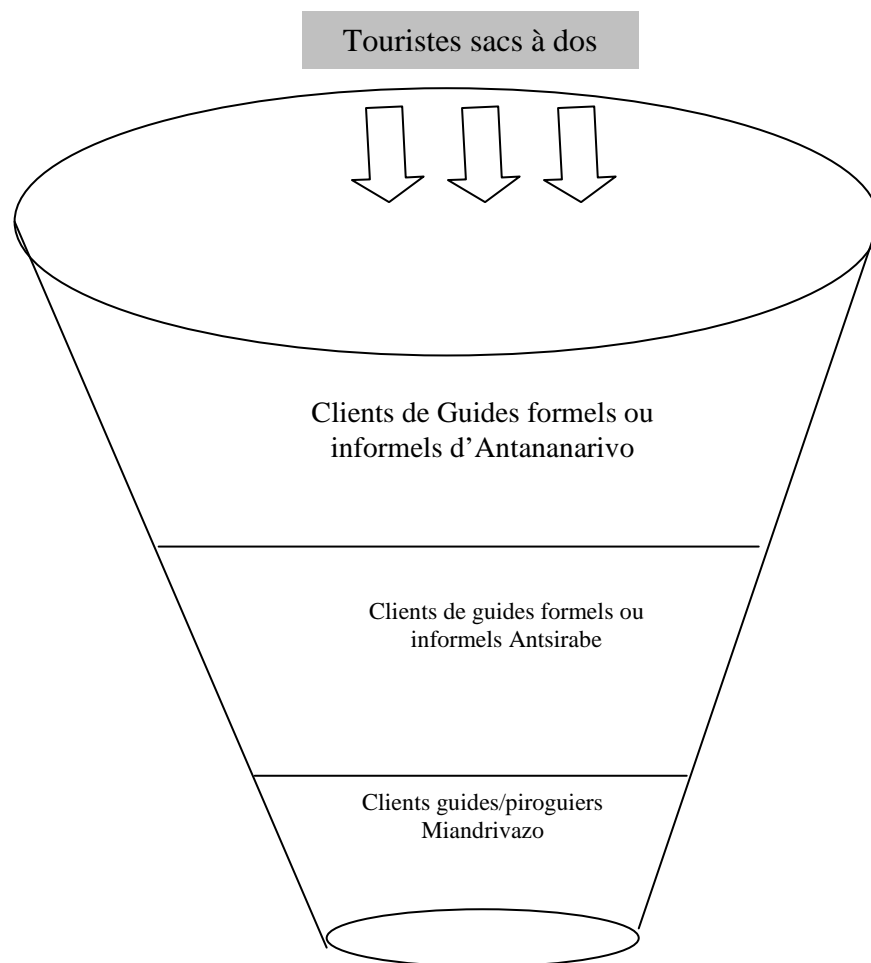 Touristes sacs à dos
Clients de Guides formels ou
informels d’Antananarivo
Clients de guides formels ou
informels Antsirabe
Clients guides/piroguiers
Miandrivazo